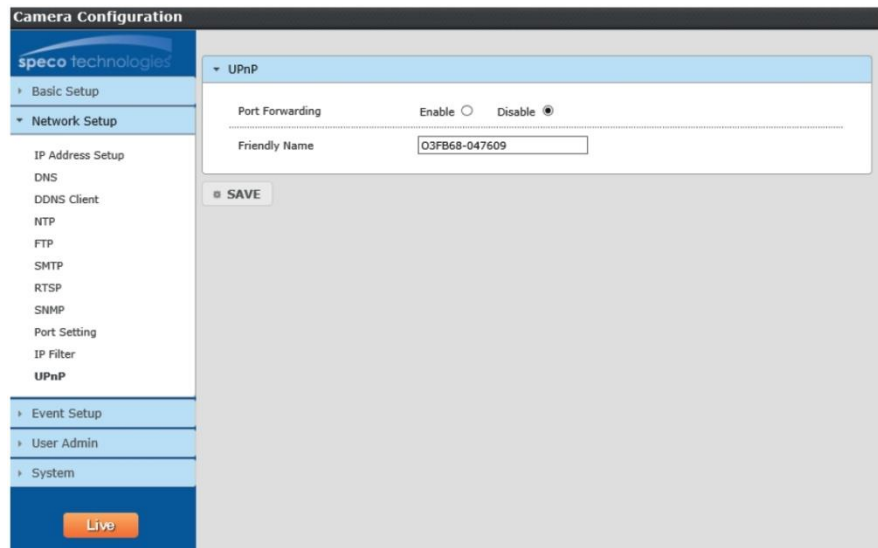 Camera Configuration
speco technologies
Basic Setup
Network Setup
IP Address Setup
DNS
DDNS Client
NTP
FTP
SMTP
RTSP
SNMP
Port Setting
IP Filter
UPnP
Event Setup
User Admin
System
Live
UPnP
Port Forwarding Enable Disable
Friendly Name O3FB68-047609
SAVE